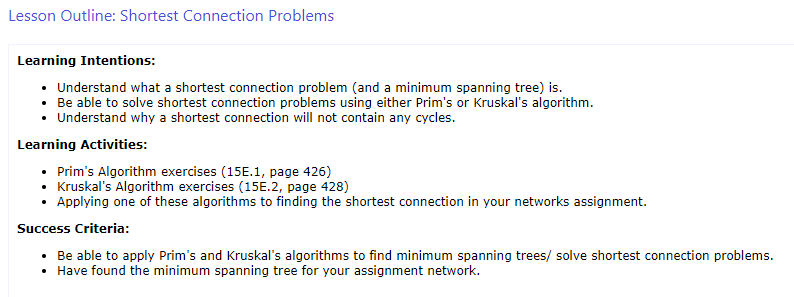 Lesson Outline: Shortest Connection Problems
Learning Intentions:
• Understand what a shortest connection problem (and a minimum spanning tree) is.
• Be able to solve shortest connection problems using either Prim's or Kruskal's algorithm.
• Understand why a shortest connection will not contain any cycles.
Learning Activities:
• Prim's Algorithm exercises (15E.1, page 426)
• Kruskal's Algorithm exercises (15E.2, page 428)
• Applying one of these algorithms to finding the shortest connection in your networks assignment.
Success Criteria:
• Be able to apply Prim's and Kruskal's algorithms to find minimum spanning trees/ solve shortest connection problems.
• Have found the minimum spanning tree for your assignment network.